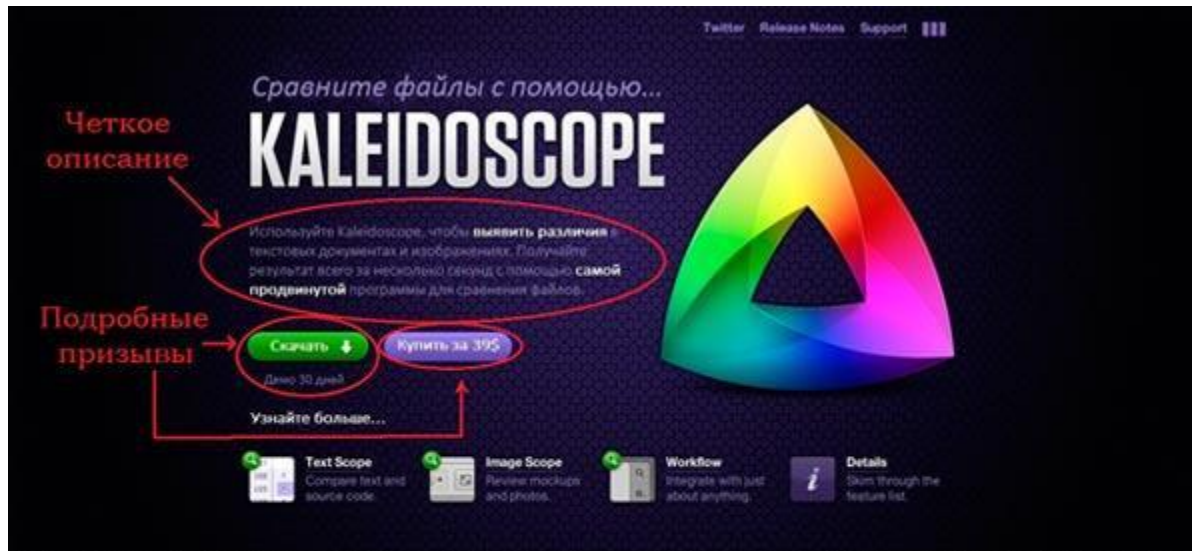 Twitter Release Notes Support
Сравните файлы с помощью...
KALEIDOSCOPE
Четкое
описание
Используйте Kaleidoscope, чтобы выявить различия в
текстовых документах и изображениях. Получайте
результат всего за несколько секунд с помощью самой
продвинутой программы для сравнения файлов.
Подробные
призывы
Скачать
Купить за 39$
Демо 30 дней
Узнайте больше...
Text Scope
Compare text and
source code.
Image Scope
Review mockups
and photos.
Workflow
Integrate with just
about anything.
Details
Skim through the
feature list.